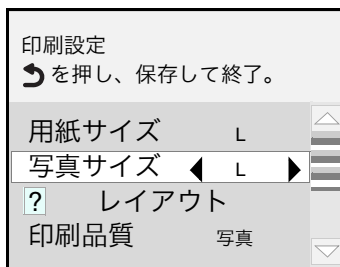 印刷設定
を押し、保存して終了。
用紙サイズ L
写真サイズ L
? レイアウト
印刷品質 写真